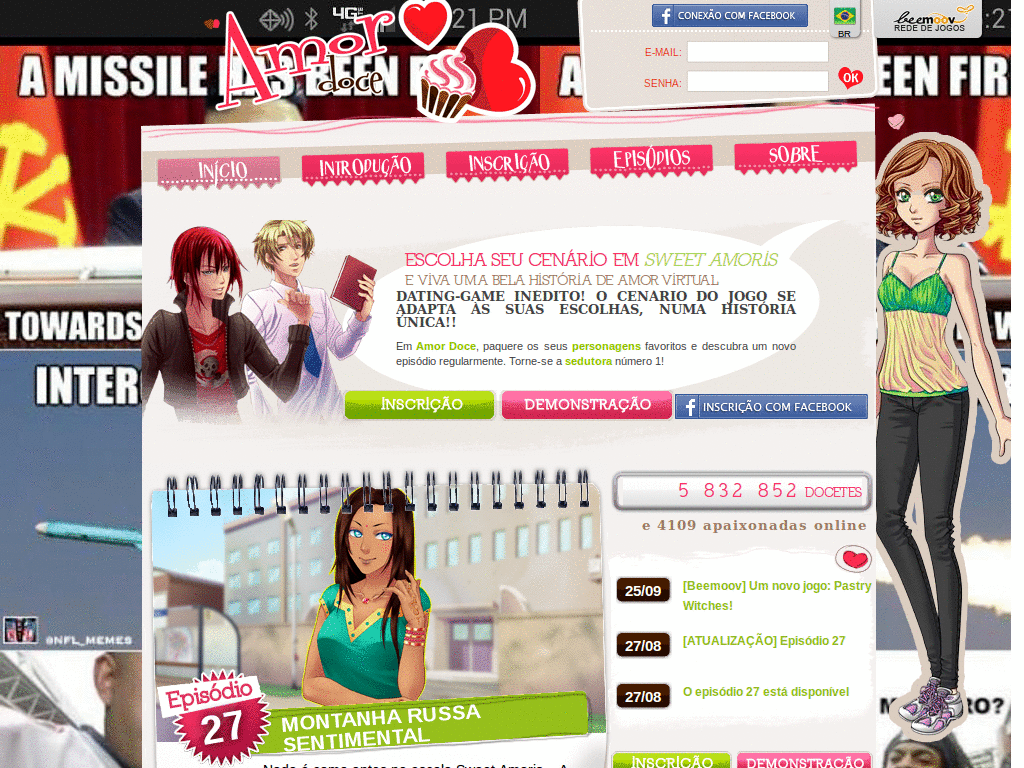 4G
21 PM
:2
Amor
doce
CONEXÃO COM FACEBOOK
BR
beemoov
REDE DE JOGOS
E-MAIL:
SENHA:
OK
A MISSILE HAS BEEN
A
EEN FIR
INÍCIO
INTRODUÇÃO
INSCRIÇÃO
EPISÓDIOS
SOBRE
ESCOLHA SEU CENÁRIO EM SWEET AMORIS
E VIVA UMA BELA HISTÓRIA DE AMOR VIRTUAL
DATING-GAME INEDITO! O CENARIO DO JOGO SE
ADAPTA ÀS SUAS ESCOLHAS, NUMA HISTÓRIA
ÚNICA!!
TOWARDS
INTER
Em Amor Doce, paquere os seus personagens favoritos e descubra um novo
episódio regularmente. Torne-se a sedutora número 1!
INSCRIÇÃO
DEMONSTRAÇÃO
INSCRIÇÃO COM FACEBOOK
5 832 852 DOCETES
e 4109 apaixonadas online
25/09
[Beemoov] Um novo jogo: Pastry
Witches!
27/08
[ATUALIZAÇÃO] Episódio 27
27/08
O episódio 27 está disponível
NFL
@NFL_MEMES
Episódio
27
MONTANHA RUSSA
SENTIMENTAL
RO?
INSCRIÇÃO
DEMONSTRAÇÃO